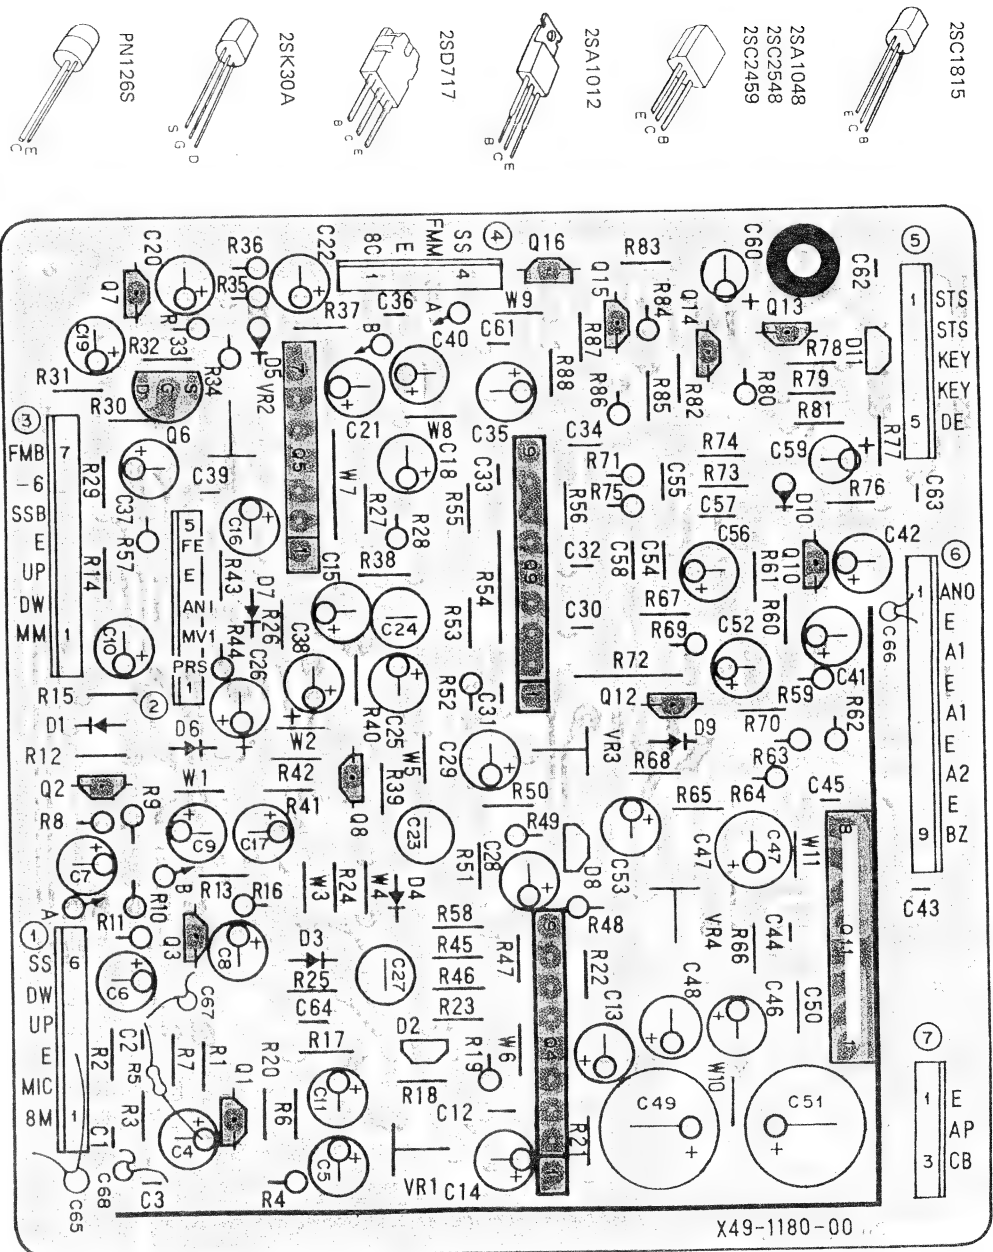 PN126S
C E
2SK30A
S G D
2SD717
B C E
2SA1012
B C E
2SA1048
2SC2548
2SC2459
E C B
2SC1815
E C B
C20
Q7
R36
R35
C22
8C
E
FMM
SS
④
1
4
Q16
R83
C60
C62
⑤
C19
R32
R33
R37
C36
A
W9
Q15
R84
Q14
Q13
1
STS
STS
KEY
KEY
5
DE
R31
R34
D5
VR2
7
B
C40
C61
R87
R88
R78
D11
R79
R30
D G S
Q6
C21
W8
C35
R86
R85
R82
R80
R81
③
FMB
-6
SSB
E
UP
DW
MM
7
1
R29
C37
R57
R14
C39
C16
Q5
W7
C18
C33
9
C34
R74
C59
R77
R71
R73
R75
C55
C57
R76
C63
R27
R28
R55
R56
D10
5
FE
E
AN1
MV1
PRS
1
R43
1
C15
R38
Q9
C32
C58
C54
C56
R61
Q10
C42
⑥
1
ANO
E
A1
E
A1
E
A2
E
9
BZ
D7
R26
R44
C26
C38
C24
R53
R54
C30
R67
R69
C52
R60
C66
C10
C41
R15
②
R40
C25
R52
C31
1
R72
Q12
R59
R62
D1
D6
W2
D9
R70
R12
W1
R42
W5
C29
VR3
R68
R63
Q2
R9
R41
Q8
R39
R50
R65
R64
C45
R8
C9
C17
C23
R49
C47
C47
W11
8
C7
B
R13
R16
W3
R24
W4
D4
R51
C28
D8
C53
A
R11
R10
R58
R48
VR4
R66
C44
Q11
C43
①
SS
DW
UP
E
MIC
8M
6
1
Q3
C8
D3
R45
R47
9
R22
C6
C67
R25
C27
R46
C13
C48
C46
C50
C64
R23
C2
R2
R5
R7
R1
R20
R17
D2
R19
W6
Q4
W10
1
⑦
1
E
AP
3
CB
R3
C1
C4
Q1
R6
C11
R18
C12
C49
C51
R21
C65
C68
C3
R4
C5
VR1
C14
1
X49-1180-00